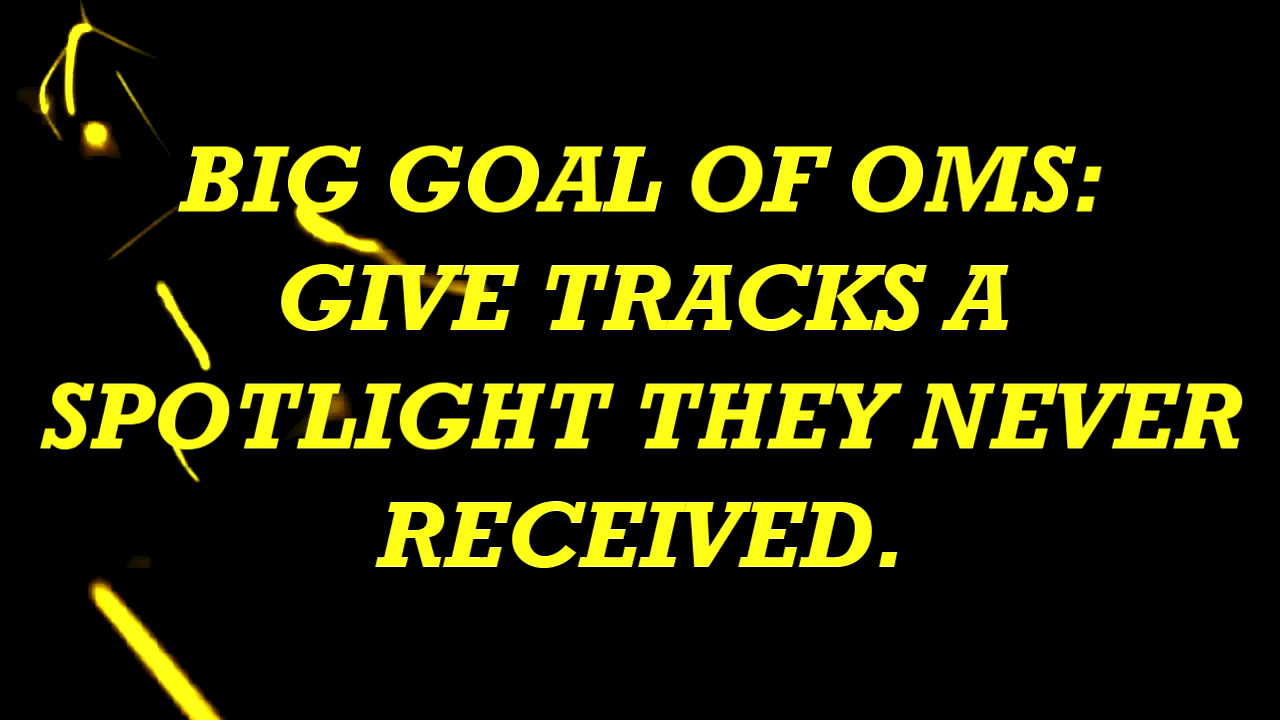 BIG GOAL OF OMS:
GIVE TRACKS A
SPOTLIGHT THEY NEVER
RECEIVED.